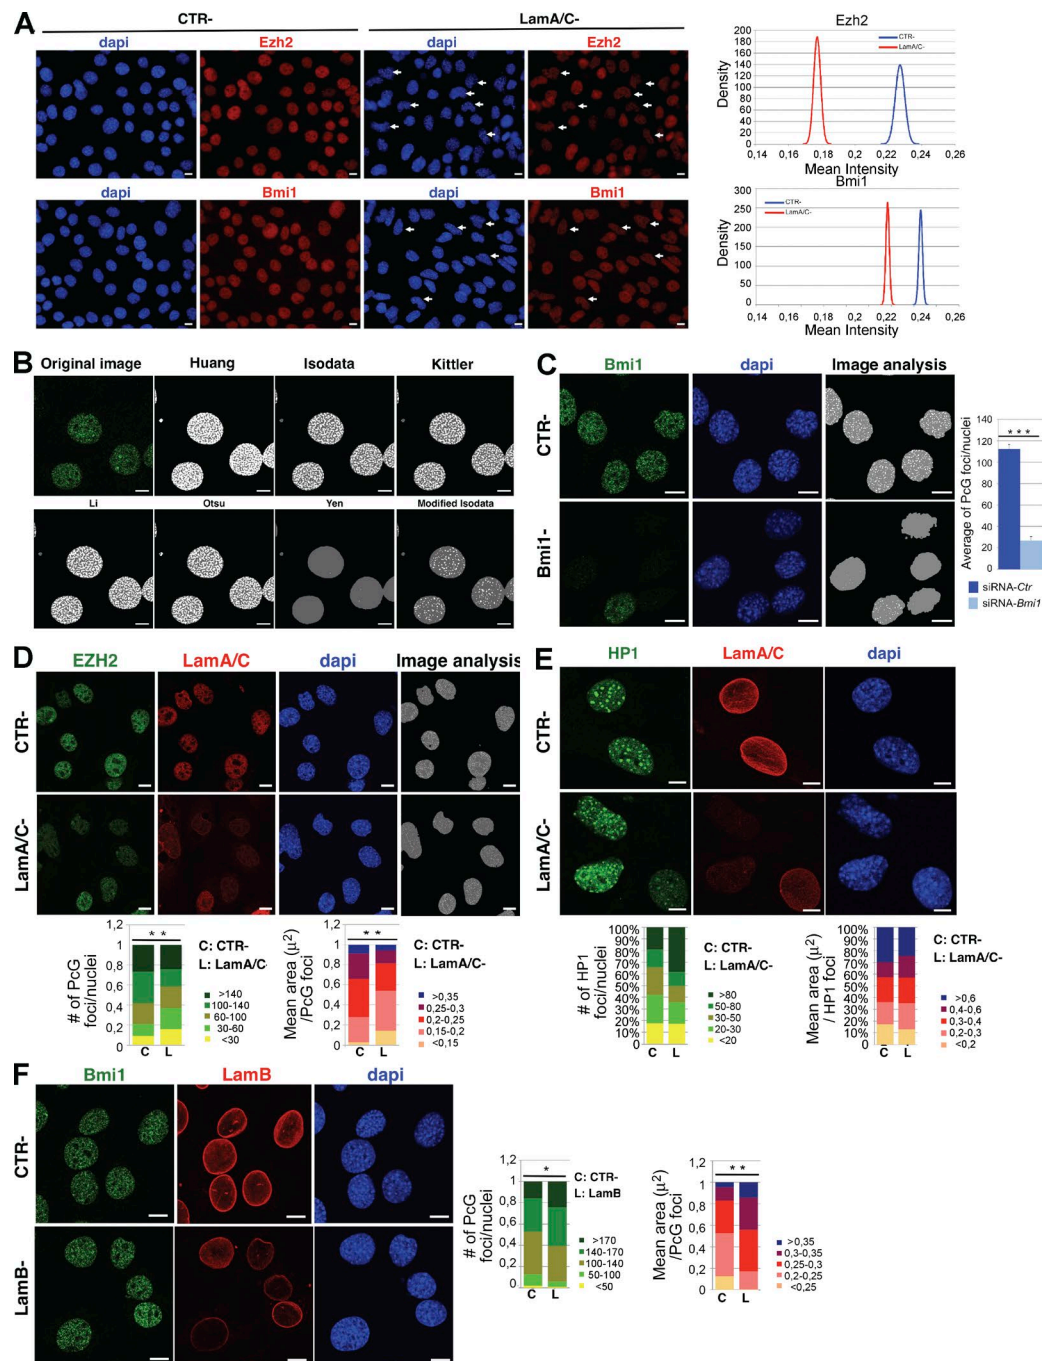 A
CTR-
LamA/C-
dapi
Ezh2
dapi
Ezh2
dapi
Bmi1
dapi
Bmi1
Ezh2
Density
200
180
160
140
120
100
80
60
40
20
0
CTR-
LamA/C-
0,14
0,16
0,18
0,2
0,22
0,24
0,26
Mean Intensity
Bmi1
Density
300
250
200
150
100
50
0
CTR-
LamA/C-
0,14
0,16
0,18
0,2
0,22
0,24
0,26
Mean Intensity
B
Original image
Huang
Isodata
Kittler
Li
Otsu
Yen
Modified Isodata
C
Bmi1
dapi
Image analysis
CTR-
Bmi1-
Average of PcG foci/nuclei
140
120
100
80
60
40
20
0
***
siRNA-Ctr
siRNA-Bmi1
D
EZH2
LamA/C
dapi
Image analysis
CTR-
LamA/C-
# of PcG
foci/nuclei
1,2
1
0,8
0,6
0,4
0,2
0
**
C L
C: CTR-
L: LamA/C-
>140
100-140
60-100
30-60
<30
Mean area (μ²)
/PcG foci
1,2
1
0,8
0,6
0,4
0,2
0
**
C L
C: CTR-
L: LamA/C-
>0,35
0,25-0,3
0,2-0,25
0,15-0,2
<0,15
E
HP1
LamA/C
dapi
CTR-
LamA/C-
# of HP1
foci/nuclei
100%
90%
80%
70%
60%
50%
40%
30%
20%
10%
0%
C L
C: CTR-
L: LamA/C-
>80
50-80
30-50
20-30
<20
Mean area (μ²)
/ HP1 foci
100%
90%
80%
70%
60%
50%
40%
30%
20%
10%
0%
C L
C: CTR-
L: LamA/C-
>0,6
0,4-0,6
0,3-0,4
0,2-0,3
<0,2
F
Bmi1
LamB
dapi
CTR-
LamB-
# of PcG
foci/nuclei
1,2
1
0,8
0,6
0,4
0,2
0
*
C L
C: CTR-
L: LamB
>170
140-170
100-140
50-100
<50
Mean area (μ²)
/PcG foci
1,2
1
0,8
0,6
0,4
0,2
0
**
C L
>0,35
0,3-0,35
0,25-0,3
0,2-0,25
<0,25